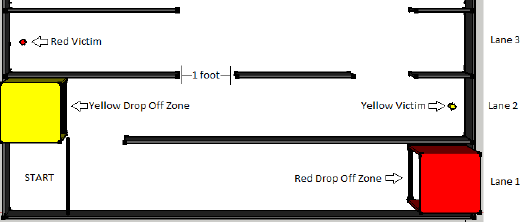 Red Victim
Lane 3
1 foot
Yellow Drop Off Zone
Yellow Victim
Lane 2
START
Red Drop Off Zone
Lane 1